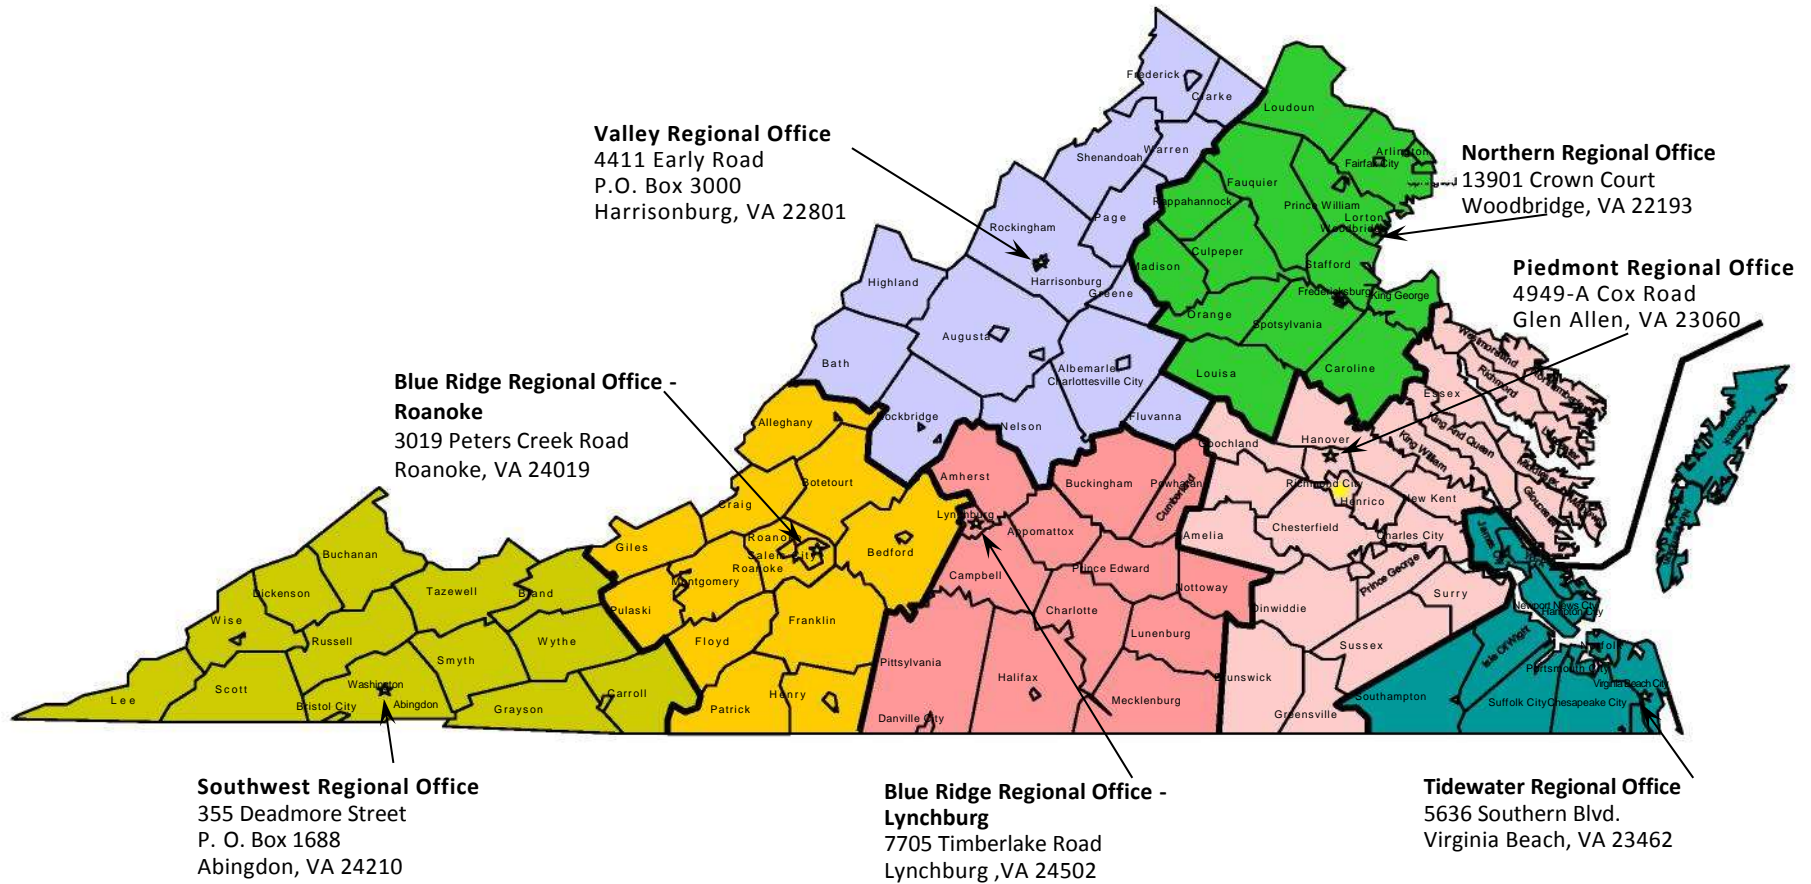 Valley Regional Office
4411 Early Road
P.O. Box 3000
Harrisonburg, VA 22801
Northern Regional Office
13901 Crown Court
Woodbridge, VA 22193
Piedmont Regional Office
4949-A Cox Road
Glen Allen, VA 23060
Blue Ridge Regional Office -
Roanoke
3019 Peters Creek Road
Roanoke, VA 24019
Southwest Regional Office
355 Deadmore Street
P. O. Box 1688
Abingdon, VA 24210
Blue Ridge Regional Office -
Lynchburg
7705 Timberlake Road
Lynchburg ,VA 24502
Tidewater Regional Office
5636 Southern Blvd.
Virginia Beach, VA 23462
Frederick
Clarke
Shenandoah
Warren
Page
Rockingham
Harrisonburg
Greene
Highland
Augusta
Bath
Albemarle
Charlottesville City
Rockbridge
Nelson
Fluvanna
Loudoun
Arlington
Fairfax City
Fauquier
Rappahannock
Prince William
Lorton
Woodbridge
Culpeper
Madison
Stafford
Fredericksburg
King George
Orange
Spotsylvania
Louisa
Caroline
Westmoreland
Richmond
Essex
King And Queen
King William
Goochland
Hanover
Richmond City
Henrico
New Kent
Chesterfield
Charles City
Amelia
Powhatan
Prince George
Surry
Dinwiddie
Sussex
Brunswick
Greensville
Accomack
Newport News City
Hampton City
Isle Of Wight
Norfolk
Portsmouth City
Virginia Beach City
Southampton
Suffolk City
Chesapeake City
Amherst
Buckingham
Cumberland
Lynchburg
Appomattox
Campbell
Prince Edward
Nottoway
Charlotte
Lunenburg
Pittsylvania
Halifax
Mecklenburg
Danville City
Alleghany
Botetourt
Craig
Roanoke
Salem City
Roanoke
Bedford
Giles
Montgomery
Pulaski
Floyd
Franklin
Patrick
Henry
Buchanan
Dickenson
Tazewell
Bland
Wise
Russell
Wythe
Smyth
Lee
Scott
Washington
Bristol City
Abingdon
Grayson
Carroll